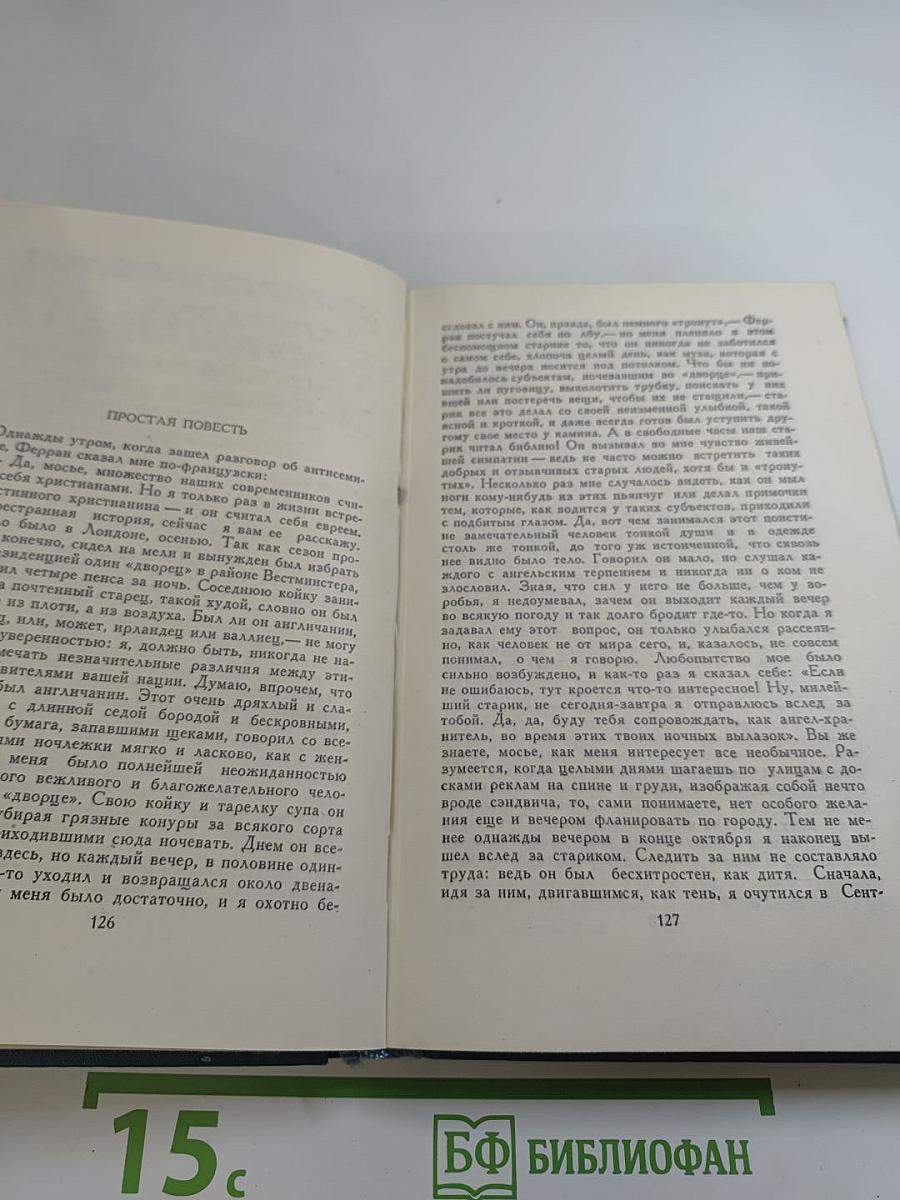 ПРОСТАЯ ПОВЕСТЬ
Однажды утром, когда зашел разговор об антисеми-
е, Ферран сказал мне по-французски:
Да, мосье, множество наших современников счи-
себя христианами. Но я только раз в жизни встре-
стинного христианина — и он считал себя евреем.
естранная история, сейчас я вам ее расскажу.
о было в Лондоне, осенью. Так как сезон про-
конечно, сидел на мели и вынужден был избрать
езиденцией один «дворец» в районе Вестминстера,
ил четыре пенса за ночь. Соседнюю койку зани-
а почтенный старец, такой худой, словно он был
е из плоти, а из воздуха. Был ли он англичанин,
ц, или, может, ирландец или валлиец,— не могу
уверенностью: я, должно быть, никогда не на-
мечать незначительные различия между эти-
вителями вашей нации. Думаю, впрочем, что
был англичанин. Этот очень дряхлый и сла-
с длинной седой бородой и бескровными,
бумага, запавшими щеками, говорил со все-
ями ночлежки мягко и ласково, как с жен-
меня было полнейшей неожиданностью
ого вежливого и благожелательного чело-
«дворце». Свою койку и тарелку супа он
убирая грязные конуры за всякого сорта
риходившими сюда ночевать. Днем он все-
здесь, но каждый вечер, в половине один-
-то уходил и возвращался около двена-
у меня было достаточно, и я охотно бе-
126
седовал с ним. Он, правда, был немного «тронут»,— Фер-
ран постучал себя по лбу,— но меня пленяло в этом
беспомощном старике то, что он никогда не заботился
о самом себе, хлопоча целый день, как муха, которая с
утра до вечера носится под потолком. Что бы ни по-
надобилось субъектам, ночевавшим во «дворце»,— при-
шить ли пуговицу, выколотить трубку, поискать у них
вшей или постеречь вещи, чтобы их не стащили,— ста-
рик все это делал со своей неизменной улыбкой, такой
ясной и кроткой, и даже всегда готов был уступить дру-
гому свое место у камина. А в свободные часы наш ста-
рик читал библию! Он вызывал во мне чувство живей-
шей симпатии — ведь не часто можно встретить таких
добрых и отзывчивых старых людей, хотя бы и «трону-
тых». Несколько раз мне случалось видеть, как он мыл
ноги кому-нибудь из этих пьянчуг или делал примочки
тем, которые, как водится у таких субъектов, приходили
с подбитым глазом. Да, вот чем занимался этот поисти-
не замечательный человек тонкой души и в одежде
столь же тонкой, до того уж истонченной, что сквозь
нее видно было тело. Говорил он мало, но слушал ка-
ждого с ангельским терпением и никогда ни о ком не
злословил. Зная, что сил у него не больше, чем у во-
робья, я недоумевал, зачем он выходит каждый вечер
во всякую погоду и так долго бродит где-то. Но когда я
задавал ему этот вопрос, он только улыбался рассеян-
но, как человек не от мира сего, и, казалось, не совсем
понимал, о чем я говорю. Любопытство мое было
сильно возбуждено, и как-то раз я сказал себе: «Если
не ошибаюсь, тут кроется что-то интересное! Ну, милей-
ший старик, не сегодня-завтра я отправлюсь вслед за
тобой. Да, да, буду тебя сопровождать, как ангел-хра-
нитель, во время этих твоих ночных вылазок». Вы же
знаете, мосье, как меня интересует все необычное. Ра-
зумеется, когда целыми днями шагаешь по улицам с до-
сками реклам на спине и груди, изображая собой нечто
вроде сэндвича, то, сами понимаете, нет особого жела-
ния еще и вечером фланировать по городу. Тем не ме-
нее однажды вечером в конце октября я наконец вы-
шел вслед за стариком. Следить за ним не составляло
труда: ведь он был бесхитростен, как дитя. Сначала,
идя за ним, двигавшимся, как тень, я очутился в Сент-
127
15 с
БФ БИБЛИОФАН